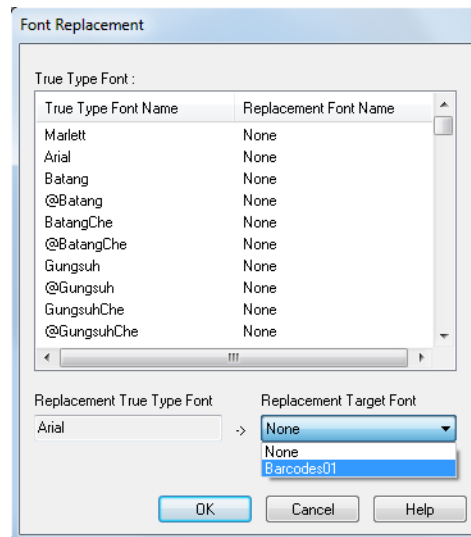 Font Replacement
True Type Font :
True Type Font Name Replacement Font Name
Marlett None
Arial None
Batang None
@Batang None
BatangChe None
@BatangChe None
Gungsuh None
@Gungsuh None
GungsuhChe None
@GungsuhChe None
Replacement True Type Font Replacement Target Font
Arial -> None
None
Barcodes01
OK Cancel Help